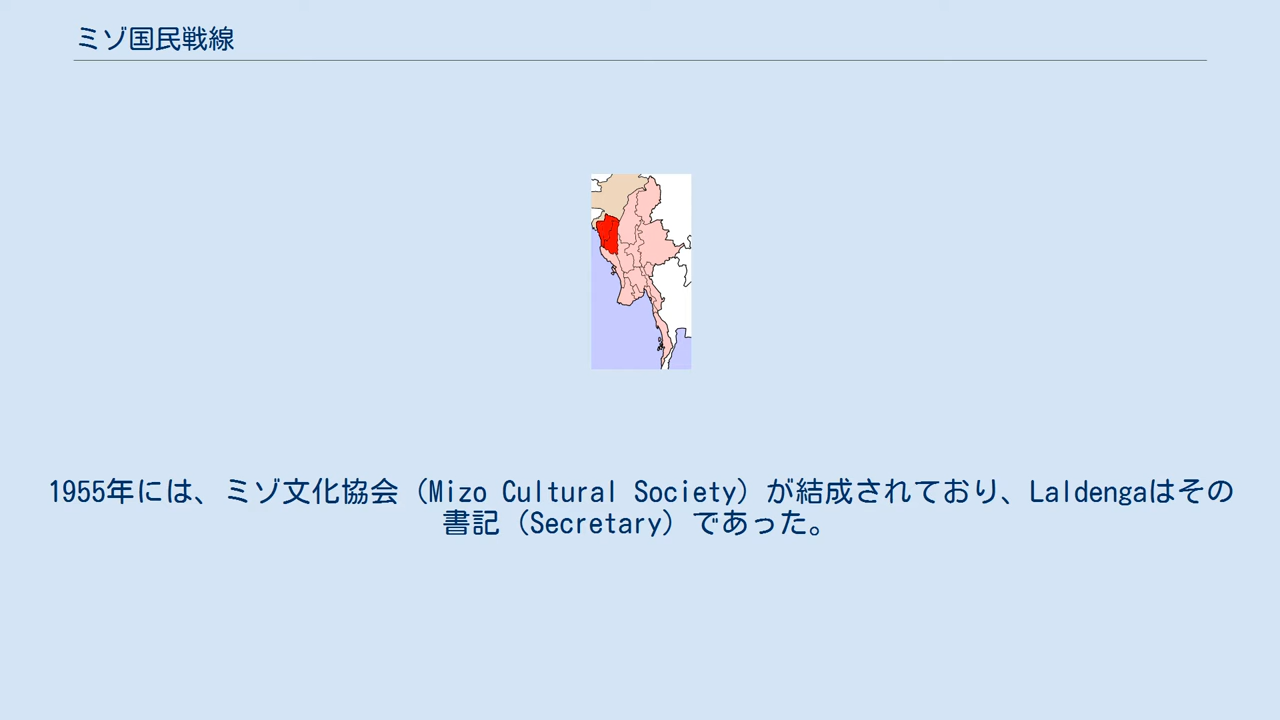 ミゾ国民戦線
1955年には、ミゾ文化協会（Mizo Cultural Society）が結成されており、Laldengaはその
書記（Secretary）であった。